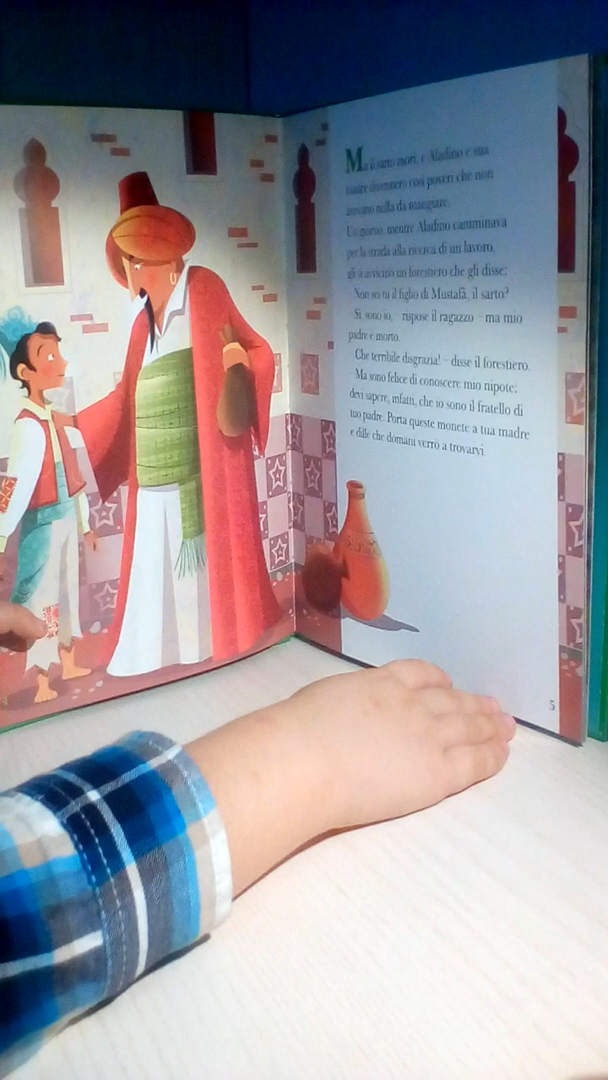 Ma il sarto morì, e Aladino e sua
madre divennero così poveri che non
avevano nulla da mangiare.
Un giorno, mentre Aladino camminava
per la strada alla ricerca di un lavoro,
gli si avvicinò un forestiero che gli disse:
– Non sei tu il figlio di Mustafà, il sarto?
– Sì, sono io, – rispose il ragazzo – ma mio
padre è morto.
– Che terribile disgrazia! – disse il forestiero.
– Ma sono felice di conoscere mio nipote;
devi sapere, infatti, che io sono il fratello di
tuo padre. Porta queste monete a tua madre
e dille che domani verrò a trovarvi.
5